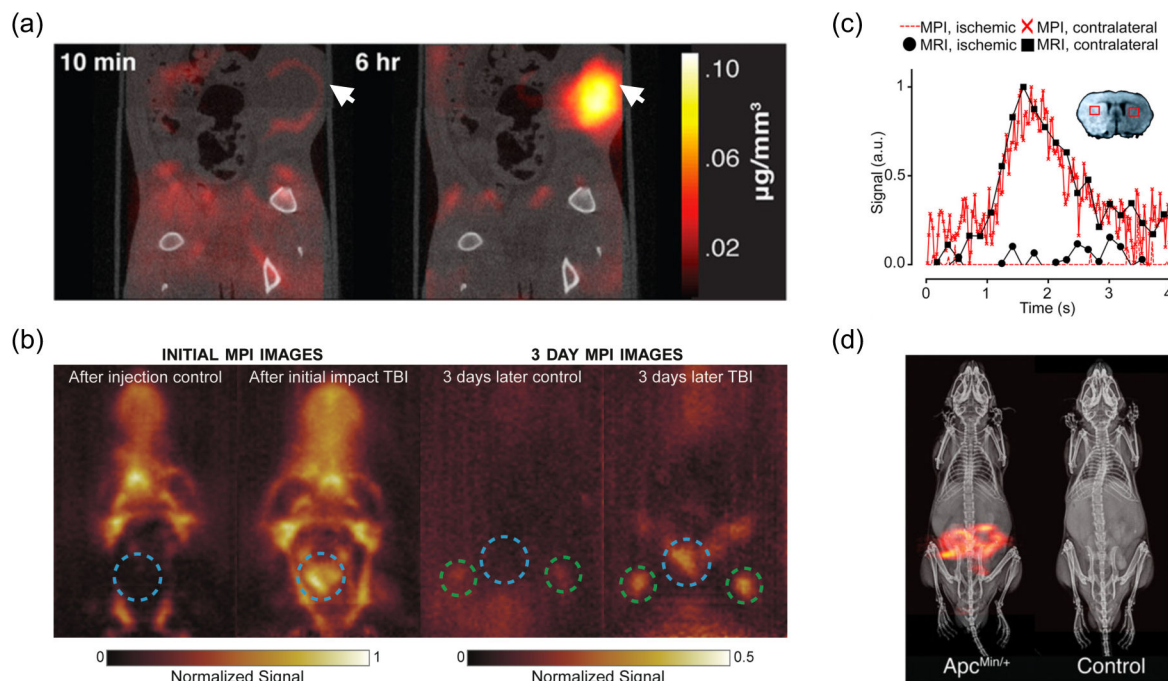 (a)
10 min
6 hr
.10
.06
.02
µg/mm³
(b)
INITIAL MPI IMAGES
3 DAY MPI IMAGES
After injection control
After initial impact TBI
3 days later control
3 days later TBI
0
1
Normalized Signal
0
0.5
Normalized Signal
(c)
MPI, ischemic
MPI, contralateral
MRI, ischemic
MRI, contralateral
1
0.5
0.0
Signal (a.u.)
0
1
2
3
4
Time (s)
(d)
Apc^Min/+
Control